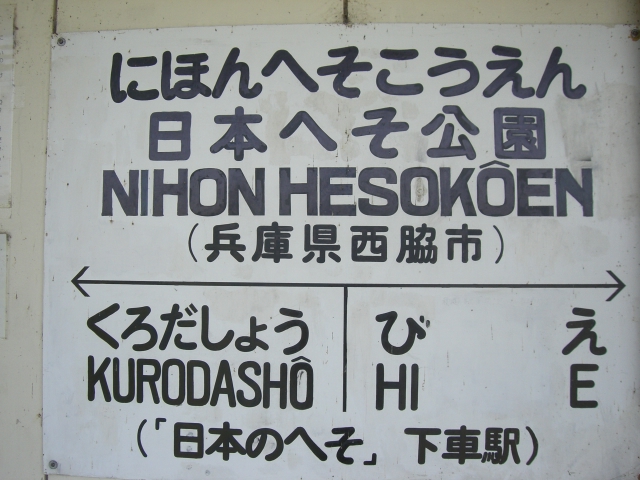 にほんへそこうえん
日本へそ公園
NIHON HESOKÔEN
(兵庫県西脇市)
くろだしょう びえ
KURODASHÔ HI E
(「日本のへそ」下車駅)